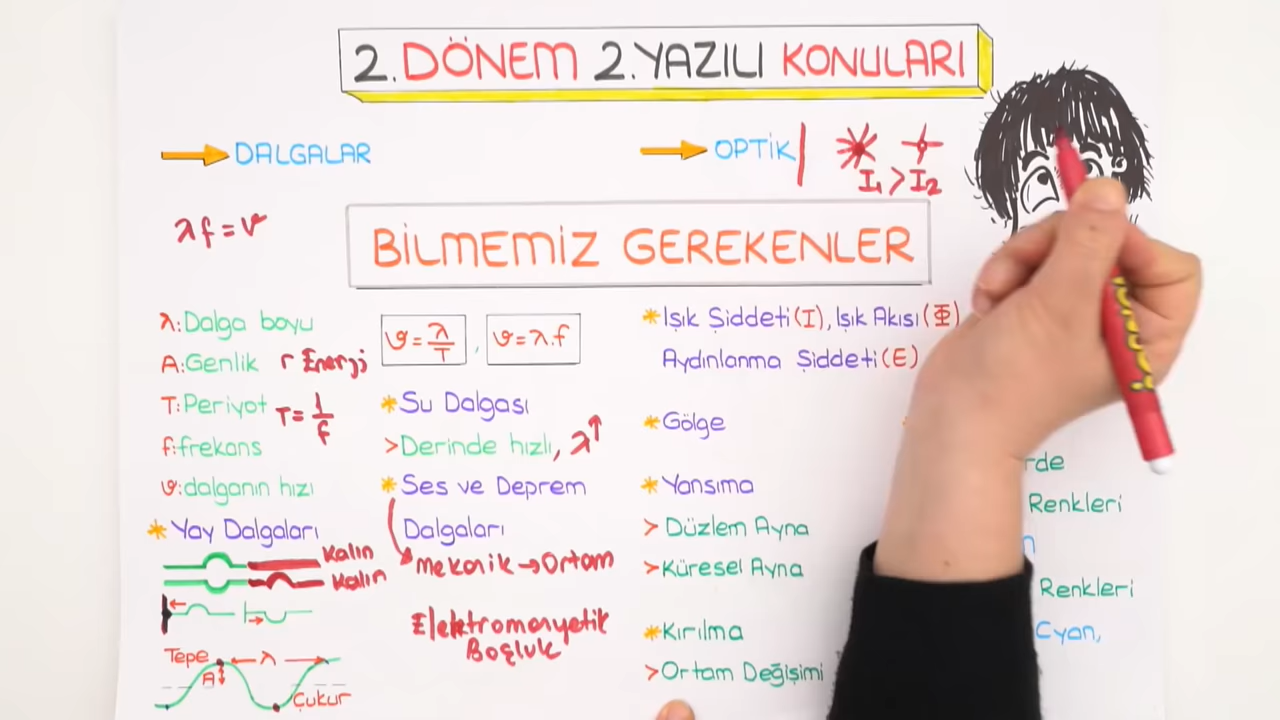 2. DÖNEM 2. YAZILI KONULARI
DALGALAR
λf = v
OPTİK
I₁ > I₂
BİLMEMİZ GEREKENLER
λ: Dalga boyu
A: Genlik r Enerji
T: Periyot T = 1/f
f: frekans
ϑ: dalganın hızı
* Yay Dalgaları
Kalın
Kalın
Tepe λ
A
Çukur
ϑ = λ/T , ϑ = λ.f
* Su Dalgası
> Derinde hızlı, λ↑
* Ses ve Deprem
Dalgaları
mekanik → Ortam
Elektromanyetik
Boşluk
* Işık Şiddeti (I), Işık Akısı (Φ)
Aydınlanma Şiddeti (E)
* Gölge
* Yansıma
> Düzlem Ayna
> Küresel Ayna
* Kırılma
> Ortam Değişimi
Renkleri
Renkleri
Cyan,